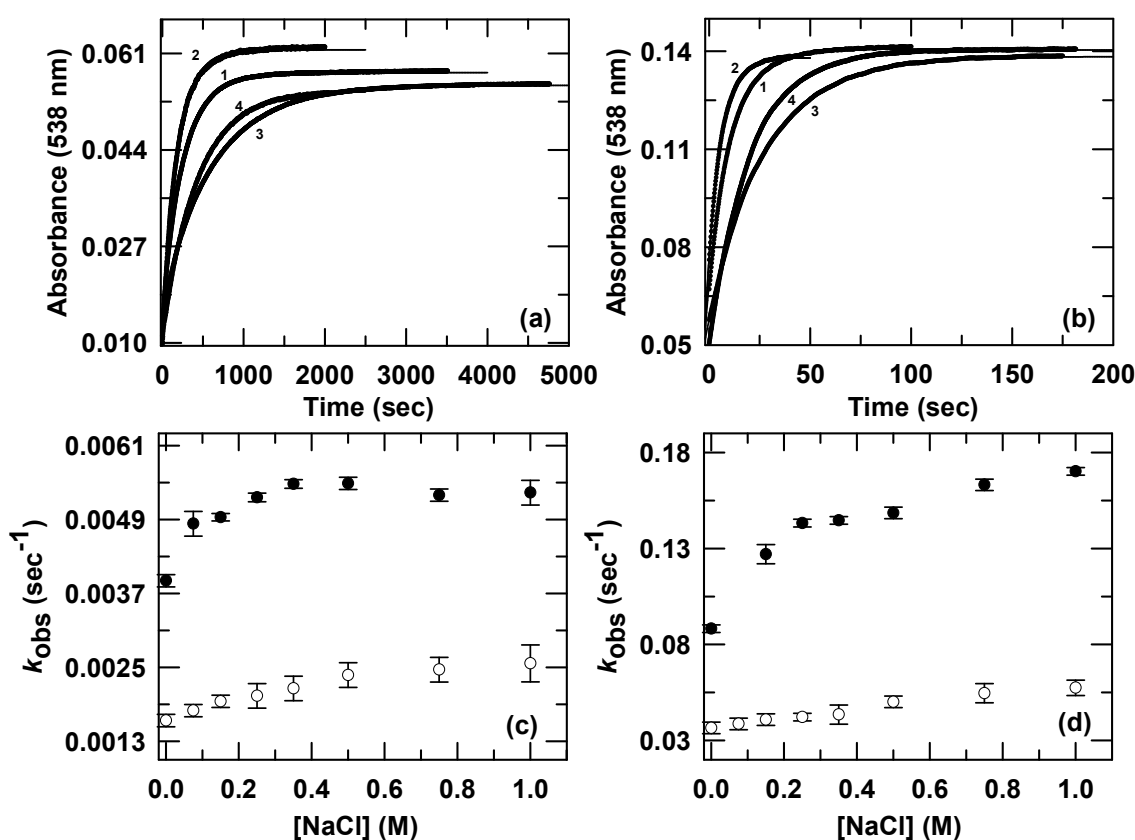 0.061
0.044
0.027
0.010
Absorbance (538 nm)
2
1
4
3
(a)
0 1000 2000 3000 4000 5000
Time (sec)
0.14
0.11
0.08
0.05
Absorbance (538 nm)
2
1
4
3
(b)
0 50 100 150 200
Time (sec)
0.0061
0.0049
0.0037
0.0025
0.0013
kobs (sec-1)
(c)
0.0 0.2 0.4 0.6 0.8 1.0
[NaCl] (M)
0.18
0.13
0.08
0.03
kobs (sec-1)
(d)
0.0 0.2 0.4 0.6 0.8 1.0
[NaCl] (M)